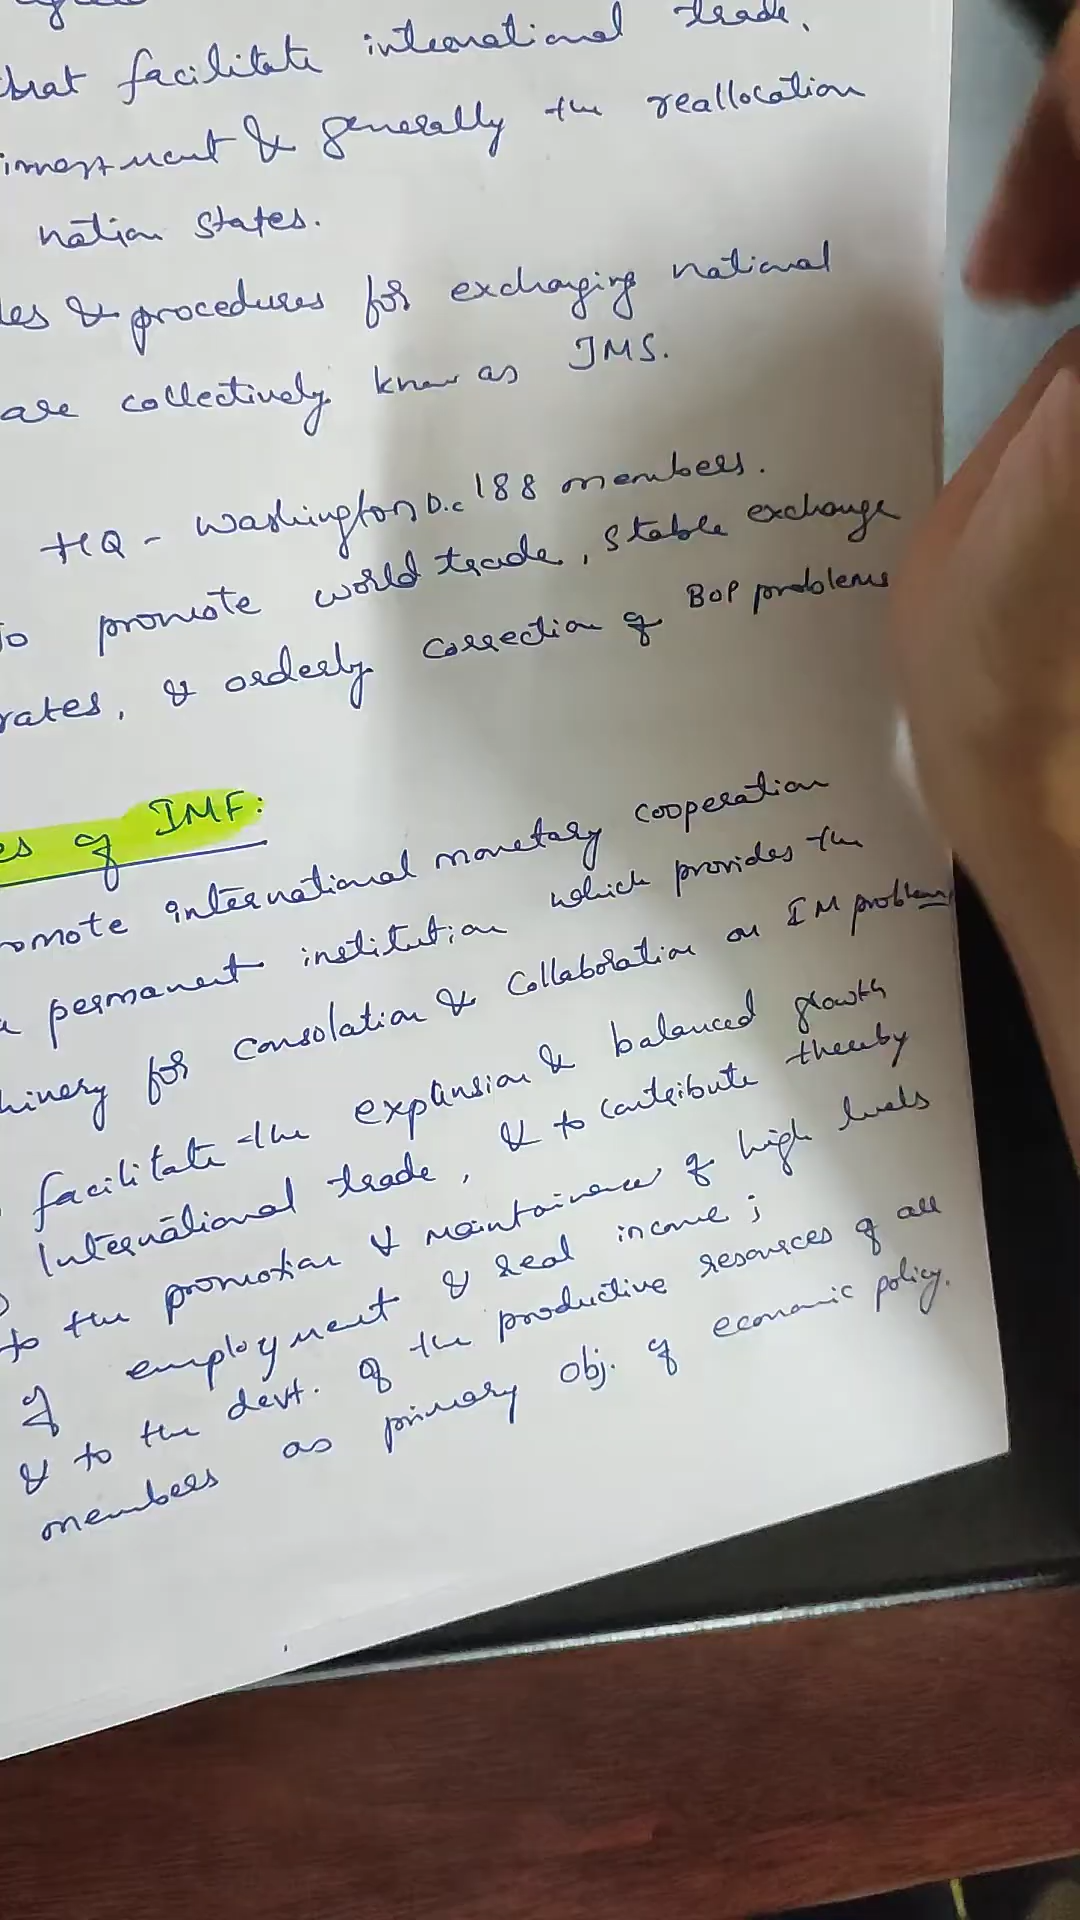 that facilitate international trade,
investment & generally the reallocation
nation states.
les & procedures for exchanging national
are collectively know as IMS.
HQ - Washington D.C 188 members.
To promote world trade, stable exchange
rates, & orderly correction of BOP problems
es of IMF:
romote international monetary cooperation
a permanent institution which provides the
hinery for consolation & Collaboration on IM problems
facilitate the expansion & balanced growth
International trade, & to contribute thereby
to the promotion & maintainence of high levels
of employment & real income;
& to the devt. of the productive resources of all
members as primary obj. of economic policy.